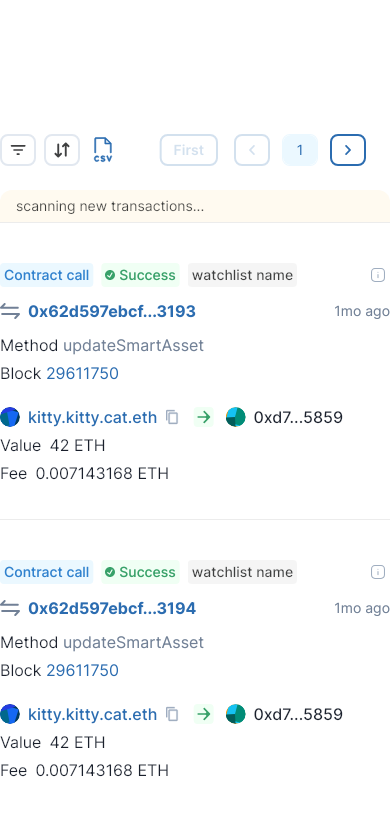 CSV First 1
scanning new transactions...
Contract call Success watchlist name
0x62d597ebcf...3193 1mo ago
Method updateSmartAsset
Block 29611750
kitty.kitty.cat.eth 0xd7...5859
Value 42 ETH
Fee 0.007143168 ETH
Contract call Success watchlist name
0x62d597ebcf...3194 1mo ago
Method updateSmartAsset
Block 29611750
kitty.kitty.cat.eth 0xd7...5859
Value 42 ETH
Fee 0.007143168 ETH